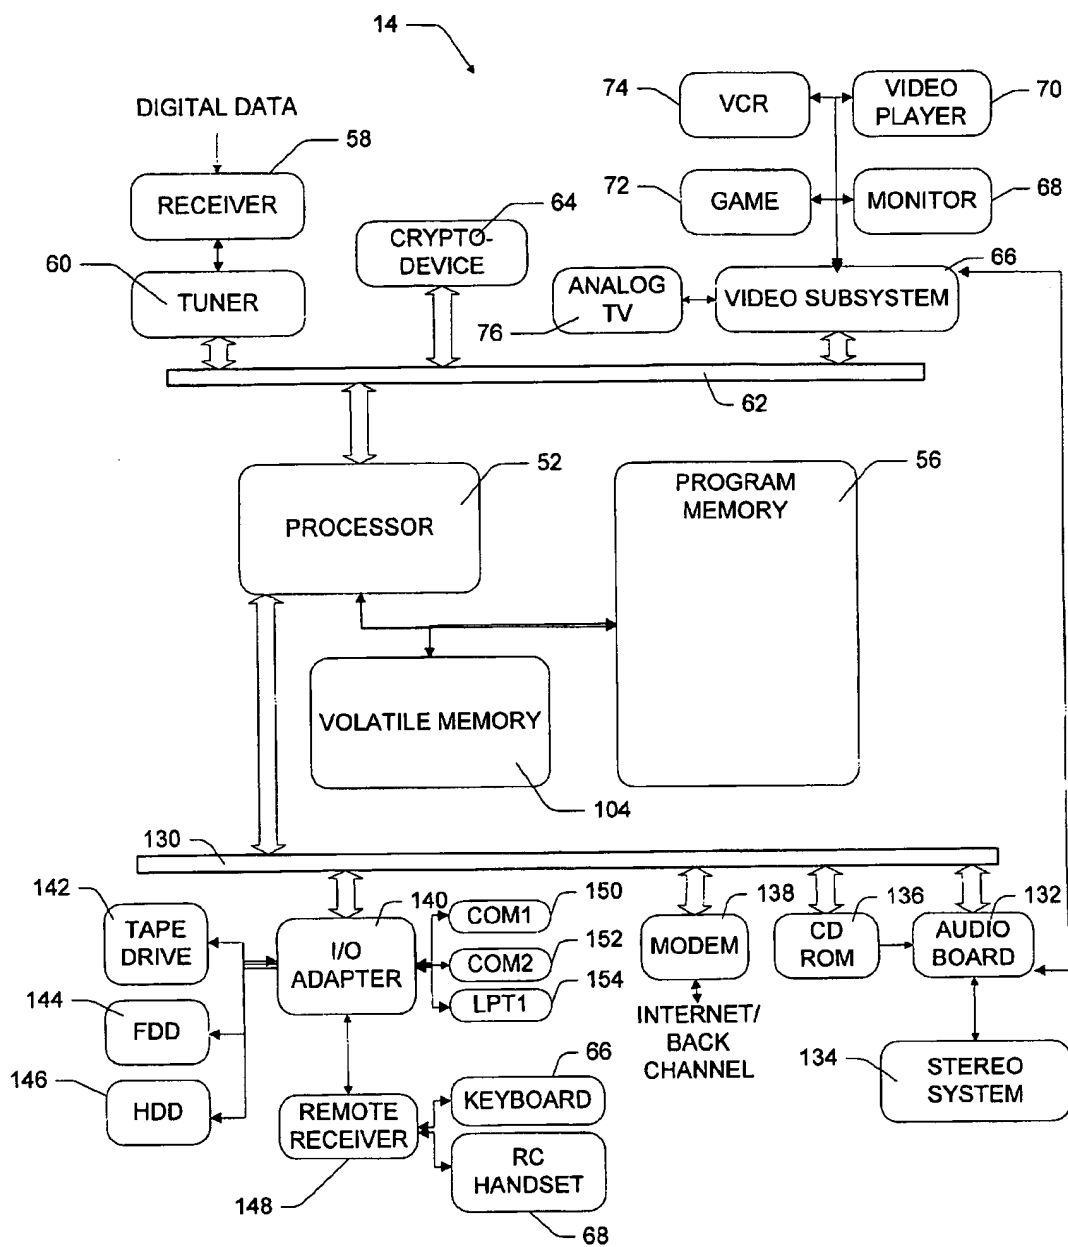 14
DIGITAL DATA
58
RECEIVER
60
TUNER
64
CRYPTO-
DEVICE
74
VCR
VIDEO
PLAYER
70
72
GAME
MONITOR
68
66
ANALOG
TV
76
VIDEO SUBSYSTEM
62
52
PROCESSOR
PROGRAM
MEMORY
56
VOLATILE MEMORY
104
130
142
TAPE
DRIVE
140
I/O
ADAPTER
150
COM1
COM2
152
LPT1
154
138
MODEM
INTERNET/
BACK
CHANNEL
136
CD
ROM
132
AUDIO
BOARD
134
STEREO
SYSTEM
144
FDD
146
HDD
REMOTE
RECEIVER
148
66
KEYBOARD
RC
HANDSET
68